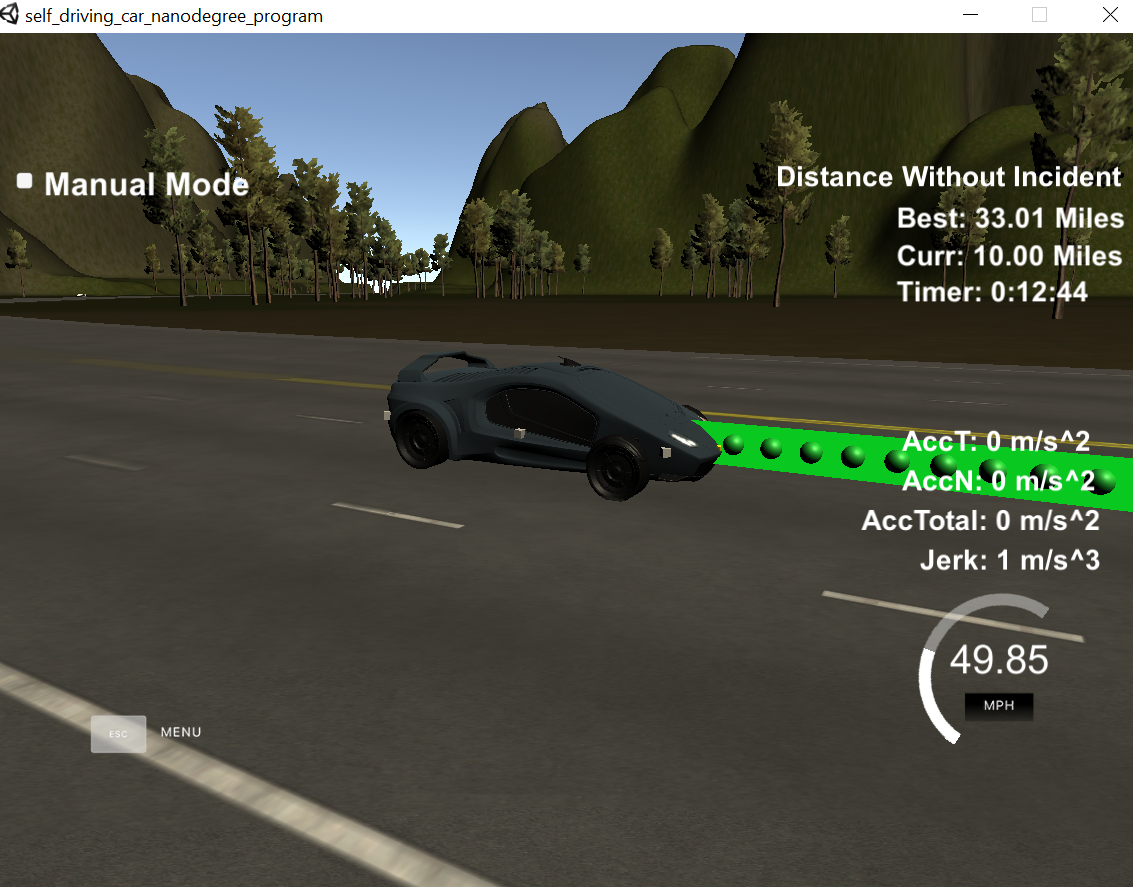 self_driving_car_nanodegree_program
Manual Mode
Distance Without Incident
Best: 33.01 Miles
Curr: 10.00 Miles
Timer: 0:12:44
AccT: 0 m/s^2
AccN: 0 m/s^2
AccTotal: 0 m/s^2
Jerk: 1 m/s^3
49.85
MPH
ESC MENU